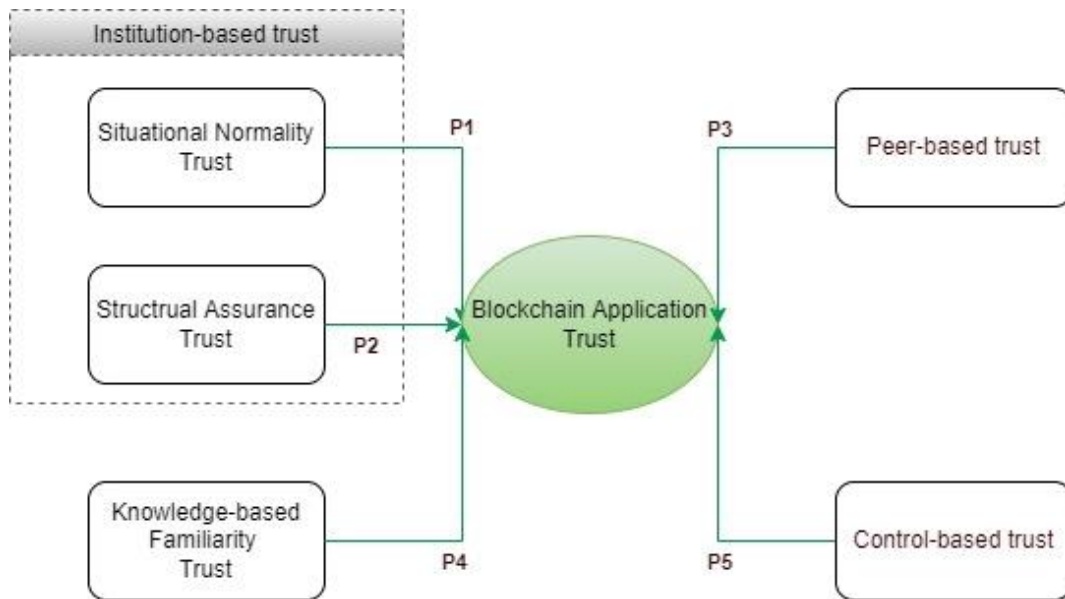 Institution-based trust
Situational Normality
Trust
P1
P3
Peer-based trust
Structrual Assurance
Trust
P2
Blockchain Application
Trust
Knowledge-based
Familiarity
Trust
P4
P5
Control-based trust